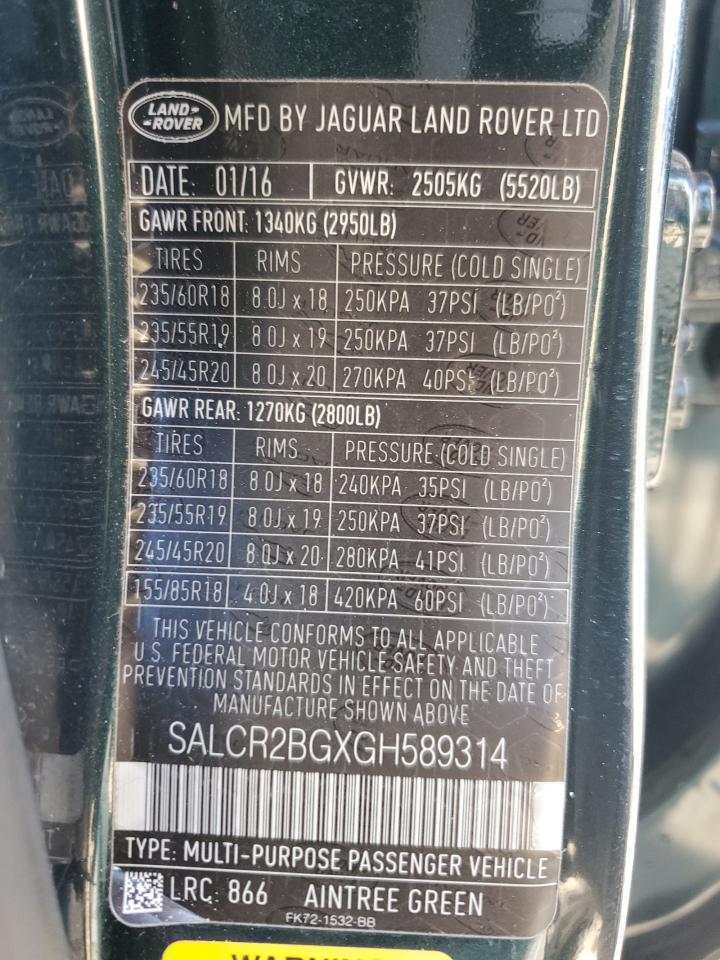 LAND-
-ROVER
MFD BY JAGUAR LAND ROVER LTD
DATE: 01/16 GVWR: 2505KG (5520LB)
GAWR FRONT: 1340KG (2950LB)
TIRES RIMS PRESSURE (COLD SINGLE)
235/60R18 8.0J x 18 250KPA 37PSI (LB/PO²)
235/55R19 8.0J x 19 250KPA 37PSI (LB/PO²)
245/45R20 8.0J x 20 270KPA 40PSI (LB/PO²)
GAWR REAR: 1270KG (2800LB)
TIRES RIMS PRESSURE (COLD SINGLE)
235/60R18 8.0J x 18 240KPA 35PSI (LB/PO²)
235/55R19 8.0J x 19 250KPA 37PSI (LB/PO²)
245/45R20 8.0J x 20 280KPA 41PSI (LB/PO²)
155/85R18 4.0J x 18 420KPA 60PSI (LB/PO²)
THIS VEHICLE CONFORMS TO ALL APPLICABLE
U.S. FEDERAL MOTOR VEHICLE SAFETY AND THEFT
PREVENTION STANDARDS IN EFFECT ON THE DATE OF
MANUFACTURE SHOWN ABOVE
SALCR2BGXGH589314
TYPE: MULTI-PURPOSE PASSENGER VEHICLE
LRC: 866 AINTREE GREEN
FK72-1532-BB
WARNING